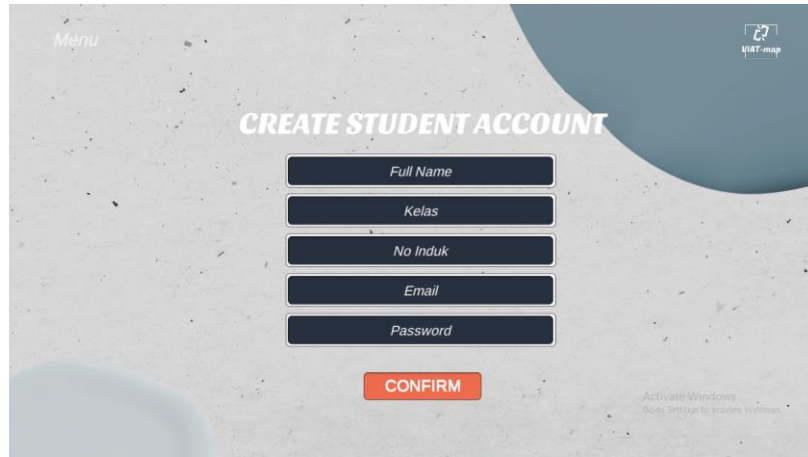 Menu
ViAT-map
CREATE STUDENT ACCOUNT
Full Name
Kelas
No Induk
Email
Password
CONFIRM
Activate Windows
Go to Settings to activate Windows.